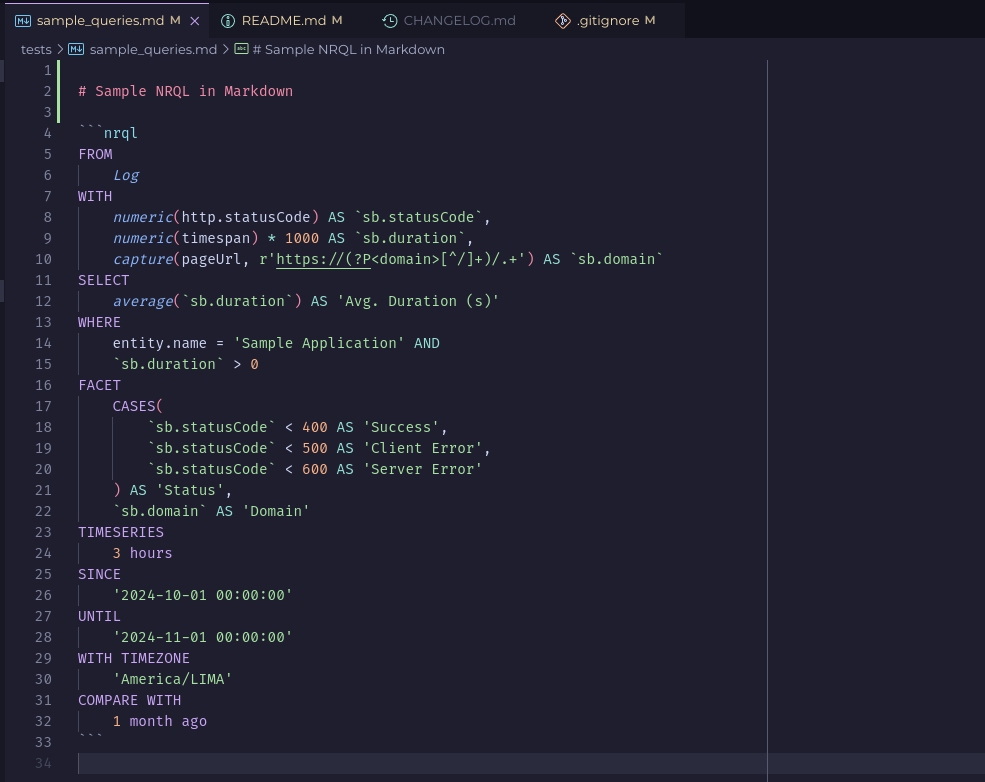 sample_queries.md M README.md M CHANGELOG.md .gitignore M
tests > sample_queries.md > # Sample NRQL in Markdown
1
2 # Sample NRQL in Markdown
3
4 ```nrql
5 FROM
6     Log
7 WITH
8     numeric(http.statusCode) AS `sb.statusCode`,
9     numeric(timespan) * 1000 AS `sb.duration`,
10     capture(pageUrl, r'https://(?P<domain>[^/]+)/.+') AS `sb.domain`
11 SELECT
12     average(`sb.duration`) AS 'Avg. Duration (s)'
13 WHERE
14     entity.name = 'Sample Application' AND
15     `sb.duration` > 0
16 FACET
17     CASES(
18         `sb.statusCode` < 400 AS 'Success',
19         `sb.statusCode` < 500 AS 'Client Error',
20         `sb.statusCode` < 600 AS 'Server Error'
21     ) AS 'Status',
22     `sb.domain` AS 'Domain'
23 TIMESERIES
24     3 hours
25 SINCE
26     '2024-10-01 00:00:00'
27 UNTIL
28     '2024-11-01 00:00:00'
29 WITH TIMEZONE
30     'America/LIMA'
31 COMPARE WITH
32     1 month ago
33 ```
34